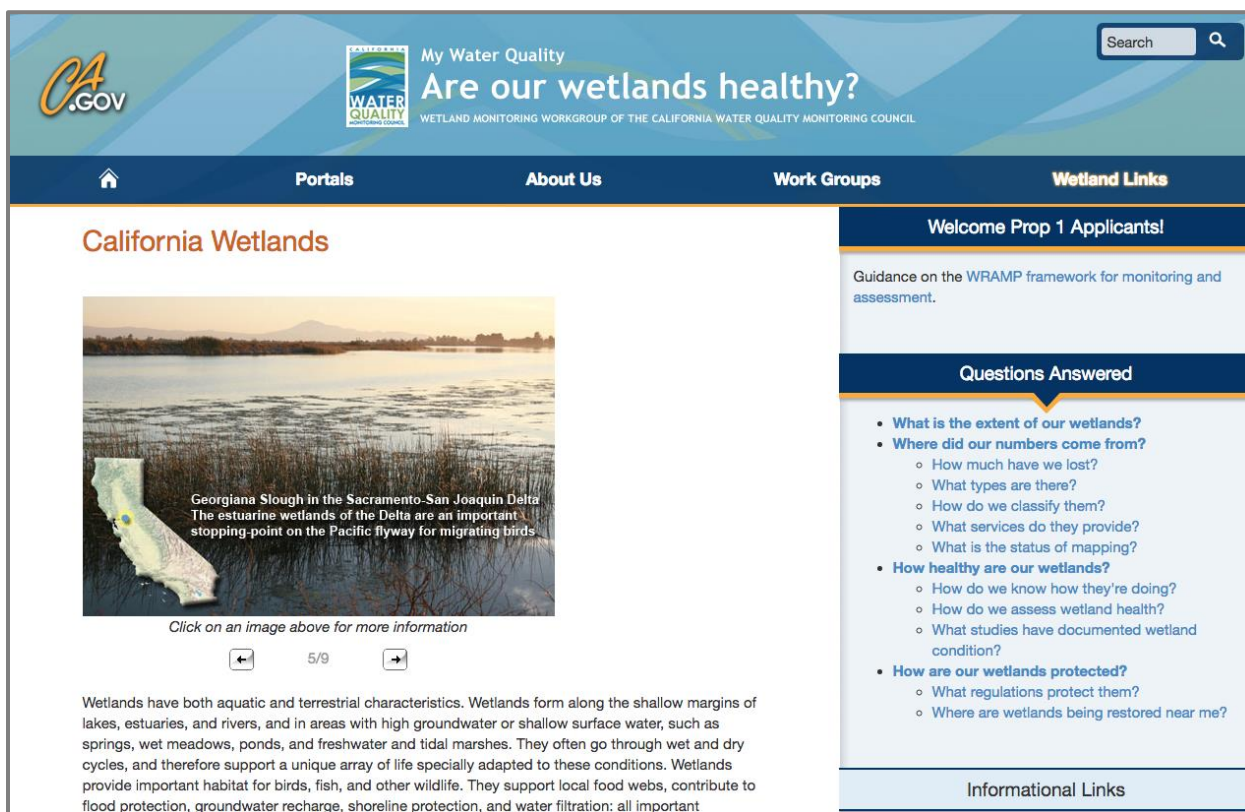 CA
.GOV
CALIFORNIA
WATER
QUALITY
MONITORING COUNCIL
My Water Quality
Are our wetlands healthy?
WETLAND MONITORING WORKGROUP OF THE CALIFORNIA WATER QUALITY MONITORING COUNCIL
Search
Portals
About Us
Work Groups
Wetland Links
California Wetlands
Georgiana Slough in the Sacramento-San Joaquin Delta
The estuarine wetlands of the Delta are an important
stopping-point on the Pacific flyway for migrating birds
Click on an image above for more information
5/9
Wetlands have both aquatic and terrestrial characteristics. Wetlands form along the shallow margins of
lakes, estuaries, and rivers, and in areas with high groundwater or shallow surface water, such as
springs, wet meadows, ponds, and freshwater and tidal marshes. They often go through wet and dry
cycles, and therefore support a unique array of life specially adapted to these conditions. Wetlands
provide important habitat for birds, fish, and other wildlife. They support local food webs, contribute to
flood protection, groundwater recharge, shoreline protection, and water filtration: all important
Welcome Prop 1 Applicants!
Guidance on the WRAMP framework for monitoring and
assessment.
Questions Answered
• What is the extent of our wetlands?
• Where did our numbers come from?
◦ How much have we lost?
◦ What types are there?
◦ How do we classify them?
◦ What services do they provide?
◦ What is the status of mapping?
• How healthy are our wetlands?
◦ How do we know how they're doing?
◦ How do we assess wetland health?
◦ What studies have documented wetland
condition?
• How are our wetlands protected?
◦ What regulations protect them?
◦ Where are wetlands being restored near me?
Informational Links